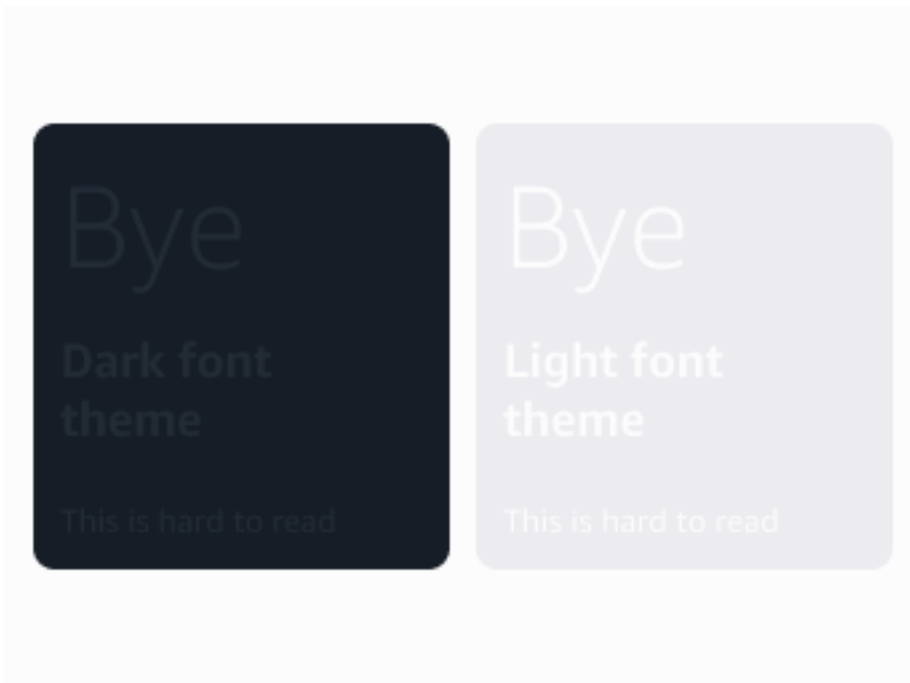 Bye
Dark font
theme
This is hard to read
Bye
Light font
theme
This is hard to read